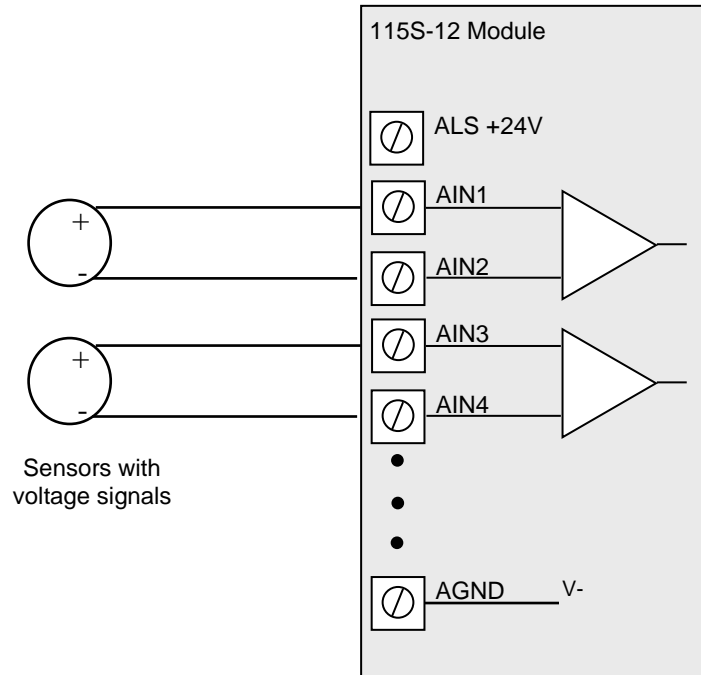 115S-12 Module
ALS +24V
AIN1
+
AIN2
-
AIN3
+
AIN4
-
Sensors with
voltage signals
AGND
V-